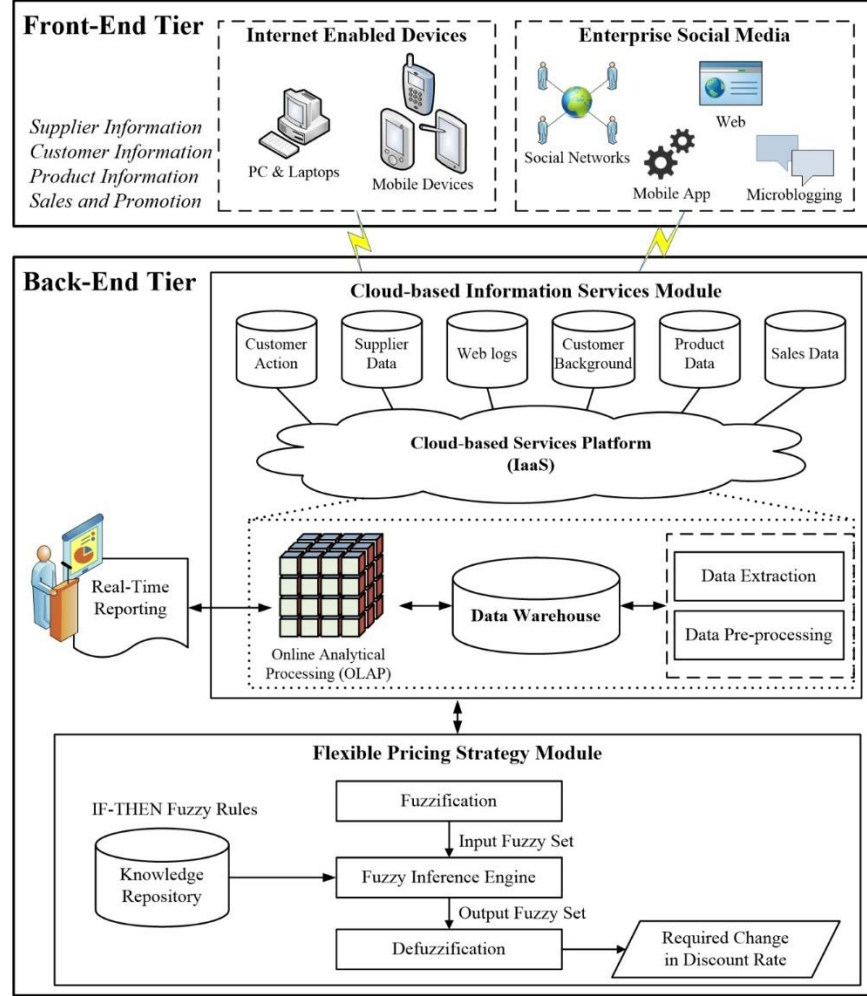 Front-End Tier
Supplier Information
Customer Information
Product Information
Sales and Promotion
Internet Enabled Devices
PC & Laptops
Mobile Devices
Enterprise Social Media
Social Networks
Web
Mobile App
Microblogging
Back-End Tier
Cloud-based Information Services Module
Customer
Action
Supplier
Data
Web logs
Customer
Background
Product
Data
Sales Data
Cloud-based Services Platform
(IaaS)
Real-Time
Reporting
Online Analytical
Processing (OLAP)
Data Warehouse
Data Extraction
Data Pre-processing
Flexible Pricing Strategy Module
IF-THEN Fuzzy Rules
Knowledge
Repository
Fuzzification
Input Fuzzy Set
Fuzzy Inference Engine
Output Fuzzy Set
Defuzzification
Required Change
in Discount Rate